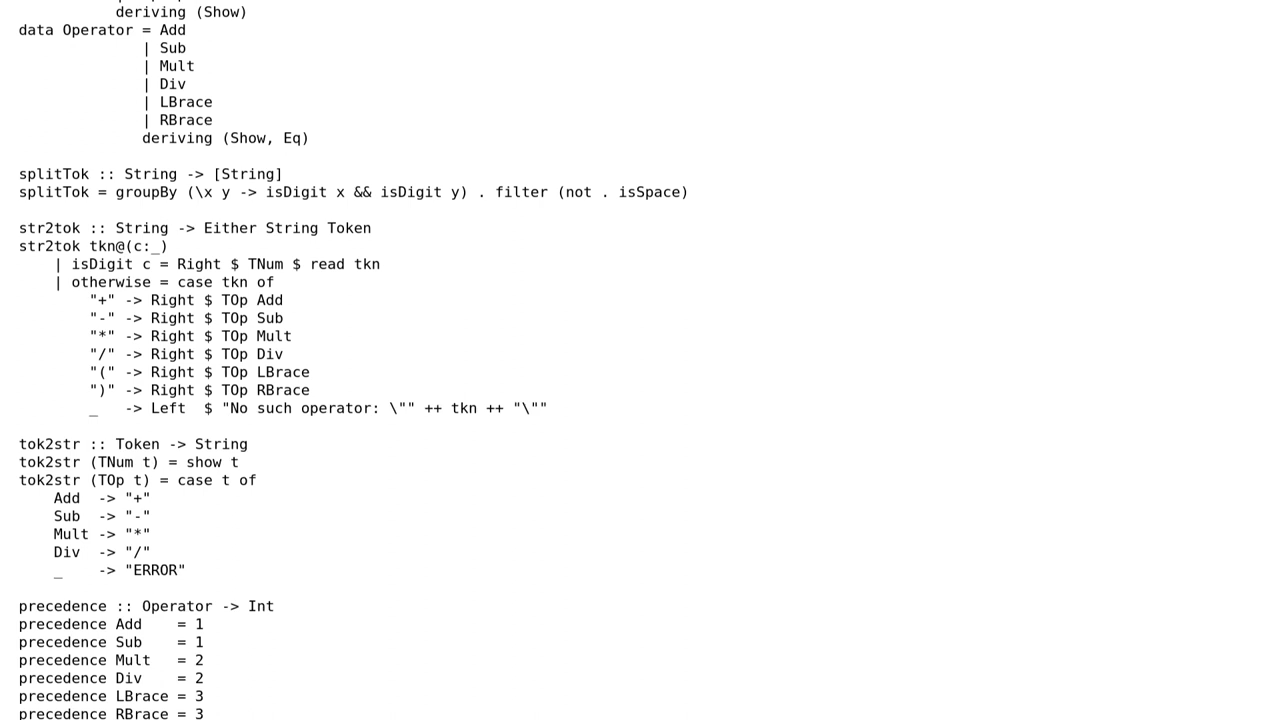 deriving (Show)
data Operator = Add
              | Sub
              | Mult
              | Div
              | LBrace
              | RBrace
              deriving (Show, Eq)

splitTok :: String -> [String]
splitTok = groupBy (\x y -> isDigit x && isDigit y) . filter (not . isSpace)

str2tok :: String -> Either String Token
str2tok tkn@(c:_)
    | isDigit c = Right $ TNum $ read tkn
    | otherwise = case tkn of
        "+" -> Right $ TOp Add
        "-" -> Right $ TOp Sub
        "*" -> Right $ TOp Mult
        "/" -> Right $ TOp Div
        "(" -> Right $ TOp LBrace
        ")" -> Right $ TOp RBrace
        _   -> Left  $ "No such operator: \"" ++ tkn ++ "\""

tok2str :: Token -> String
tok2str (TNum t) = show t
tok2str (TOp t) = case t of
    Add  -> "+"
    Sub  -> "-"
    Mult -> "*"
    Div  -> "/"
    _    -> "ERROR"

precedence :: Operator -> Int
precedence Add    = 1
precedence Sub    = 1
precedence Mult   = 2
precedence Div    = 2
precedence LBrace = 3
precedence RBrace = 3